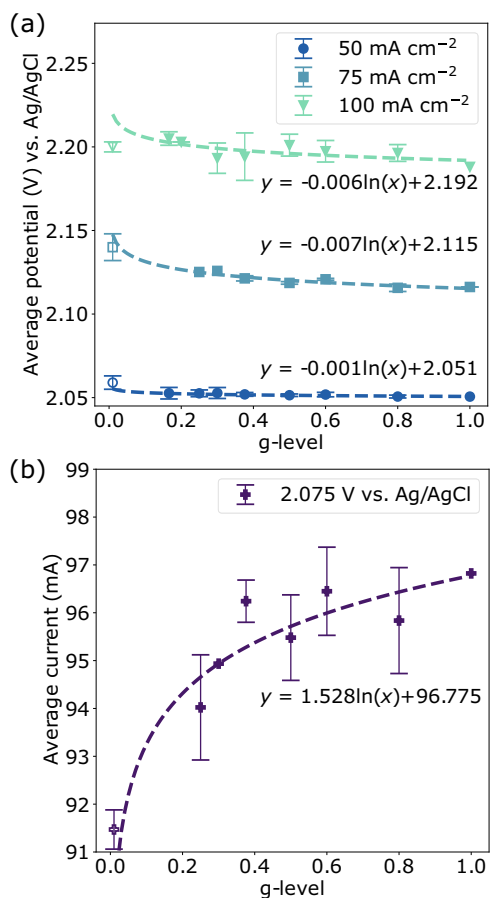 (a)
50 mA cm⁻²
75 mA cm⁻²
100 mA cm⁻²
Average potential (V) vs. Ag/AgCl
2.25
2.20
2.15
2.10
2.05
y = -0.006ln(x)+2.192
y = -0.007ln(x)+2.115
y = -0.001ln(x)+2.051
0.0 0.2 0.4 0.6 0.8 1.0
g-level
(b)
2.075 V vs. Ag/AgCl
Average current (mA)
99
98
97
96
95
94
93
92
91
y = 1.528ln(x)+96.775
0.0 0.2 0.4 0.6 0.8 1.0
g-level